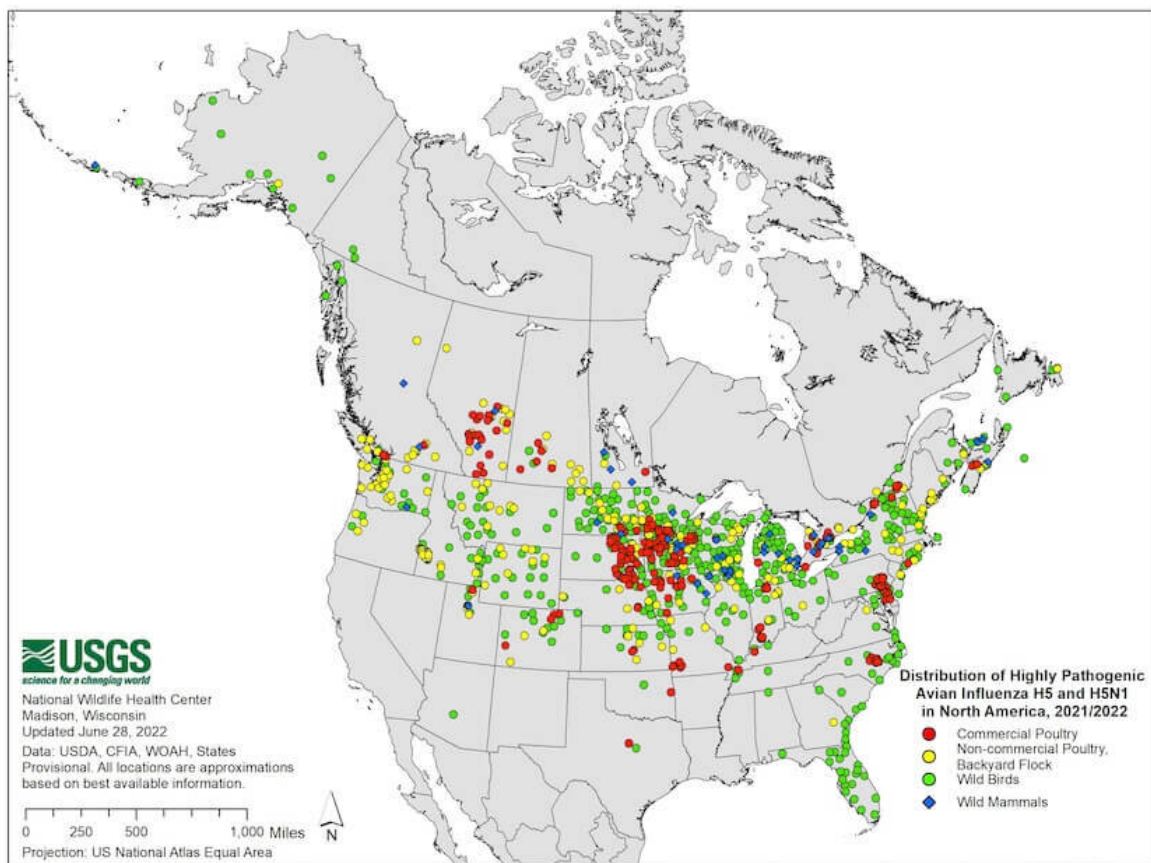 USGS
science for a changing world
National Wildlife Health Center
Madison, Wisconsin
Updated June 28, 2022
Data: USDA, CFIA, WOAH, States
Provisional. All locations are approximations
based on best available information.
0 250 500 1,000 Miles
N
Projection: US National Atlas Equal Area
Distribution of Highly Pathogenic
Avian Influenza H5 and H5N1
in North America, 2021/2022
Commercial Poultry
Non-commercial Poultry,
Backyard Flock
Wild Birds
Wild Mammals